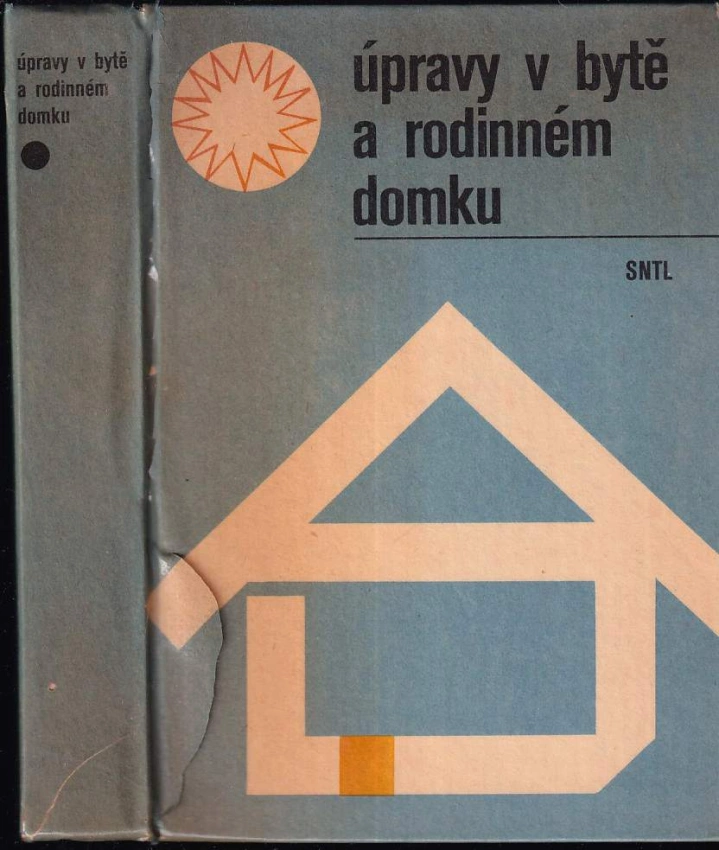 úpravy v bytě
a rodinném
domku
úpravy v bytě
a rodinném
domku
SNTL